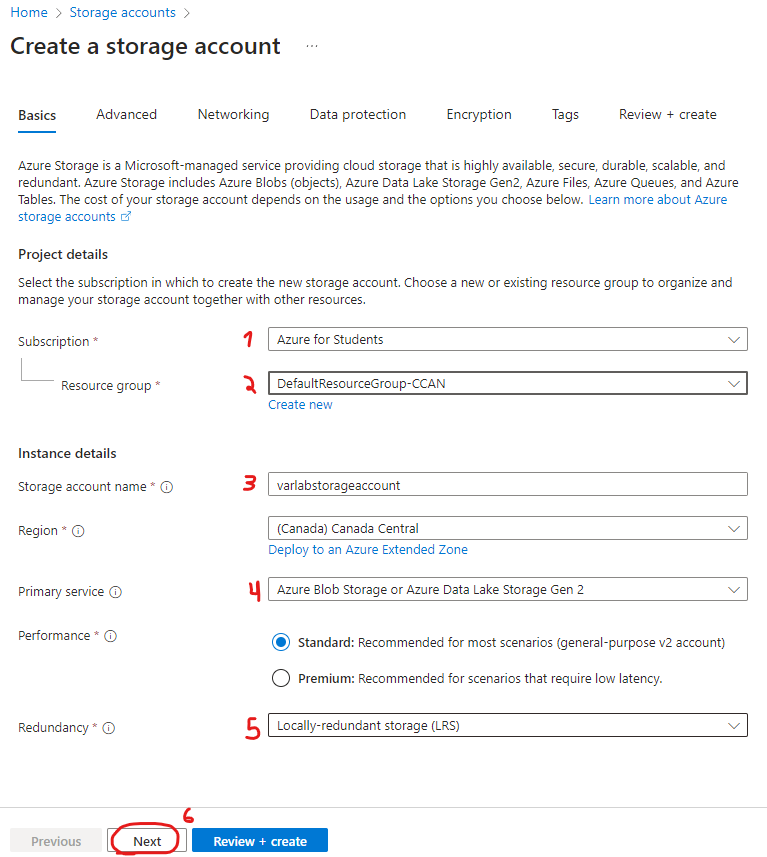 Home > Storage accounts >
Create a storage account ...
Basics Advanced Networking Data protection Encryption Tags Review + create
Azure Storage is a Microsoft-managed service providing cloud storage that is highly available, secure, durable, scalable, and
redundant. Azure Storage includes Azure Blobs (objects), Azure Data Lake Storage Gen2, Azure Files, Azure Queues, and Azure
Tables. The cost of your storage account depends on the usage and the options you choose below. Learn more about Azure
storage accounts
Project details
Select the subscription in which to create the new storage account. Choose a new or existing resource group to organize and
manage your storage account together with other resources.
Subscription * 1 Azure for Students
Resource group * 2 DefaultResourceGroup-CCAN
Create new
Instance details
Storage account name * 3 varlabstorageaccount
Region * (Canada) Canada Central
Deploy to an Azure Extended Zone
Primary service 4 Azure Blob Storage or Azure Data Lake Storage Gen 2
Performance * Standard: Recommended for most scenarios (general-purpose v2 account)
Premium: Recommended for scenarios that require low latency.
Redundancy * 5 Locally-redundant storage (LRS)
6
Previous Next Review + create